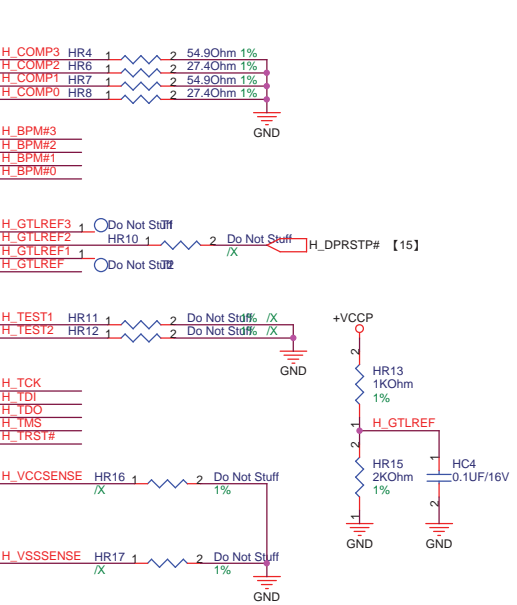 H_COMP3 HR4 1 2 54.9Ohm 1%
H_COMP2 HR6 1 2 27.4Ohm 1%
H_COMP1 HR7 1 2 54.9Ohm 1%
H_COMP0 HR8 1 2 27.4Ohm 1%
GND
H_BPM#3
H_BPM#2
H_BPM#1
H_BPM#0
H_GTLREF3 1 Do Not Stuff
H_GTLREF2 HR10 1 2 Do Not Stuff H_DPRSTP# 【15】
/X
H_GTLREF1 1
H_GTLREF Do Not Stuff
H_TEST1 HR11 1 2 Do Not Stuff 1% /X
H_TEST2 HR12 1 2 Do Not Stuff 1% /X
GND
+VCCP
2
HR13
1KOhm
1%
1
H_GTLREF
H_TCK
H_TDI
H_TDO
H_TMS
H_TRST#
2 1
HR15 HC4
2KOhm 0.1UF/16V
1%
1 2
GND GND
H_VCCSENSE HR16 1 2 Do Not Stuff
/X 1%
H_VSSSENSE HR17 1 2 Do Not Stuff
/X 1%
GND